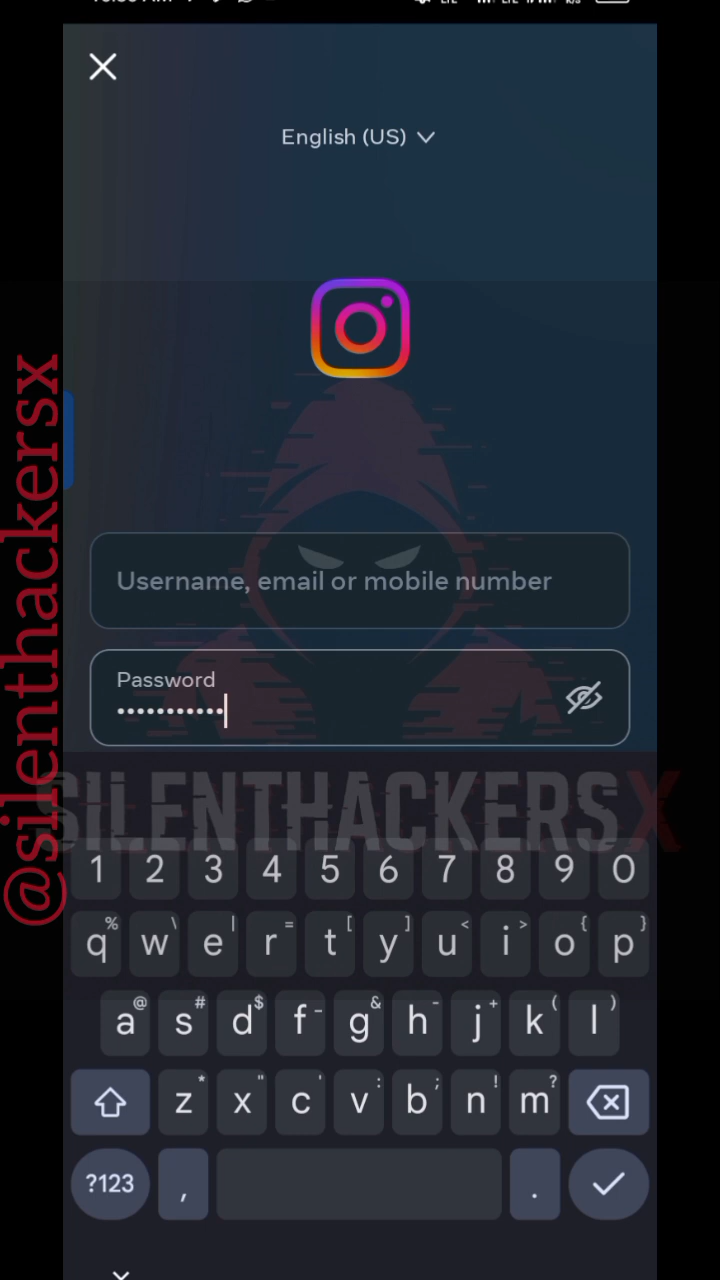 English (US)
Username, email or mobile number
Password
@silenthackersx
SILENTHACKERSX
1 2 3 4 5 6 7 8 9 0
q% w\ e| r= t[ y] u< i> o{ p}
a@ s# d$ f- g& h- j+ k( l)
z* x" c' v: b; n! m?
?123 , .